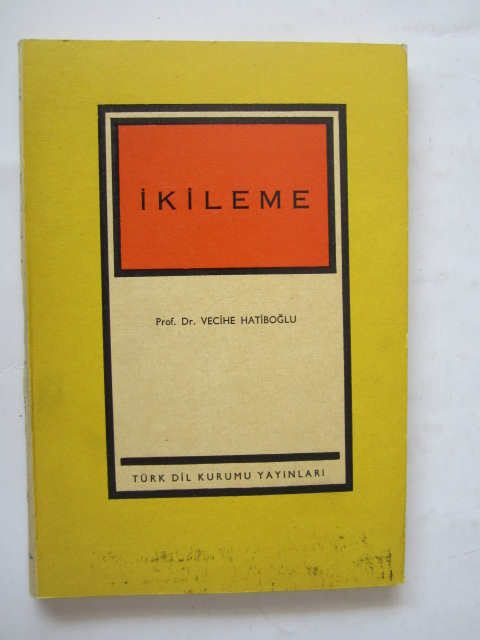 İKİLEME
Prof. Dr. VECİHE HATİBOĞLU
TÜRK DİL KURUMU YAYINLARI